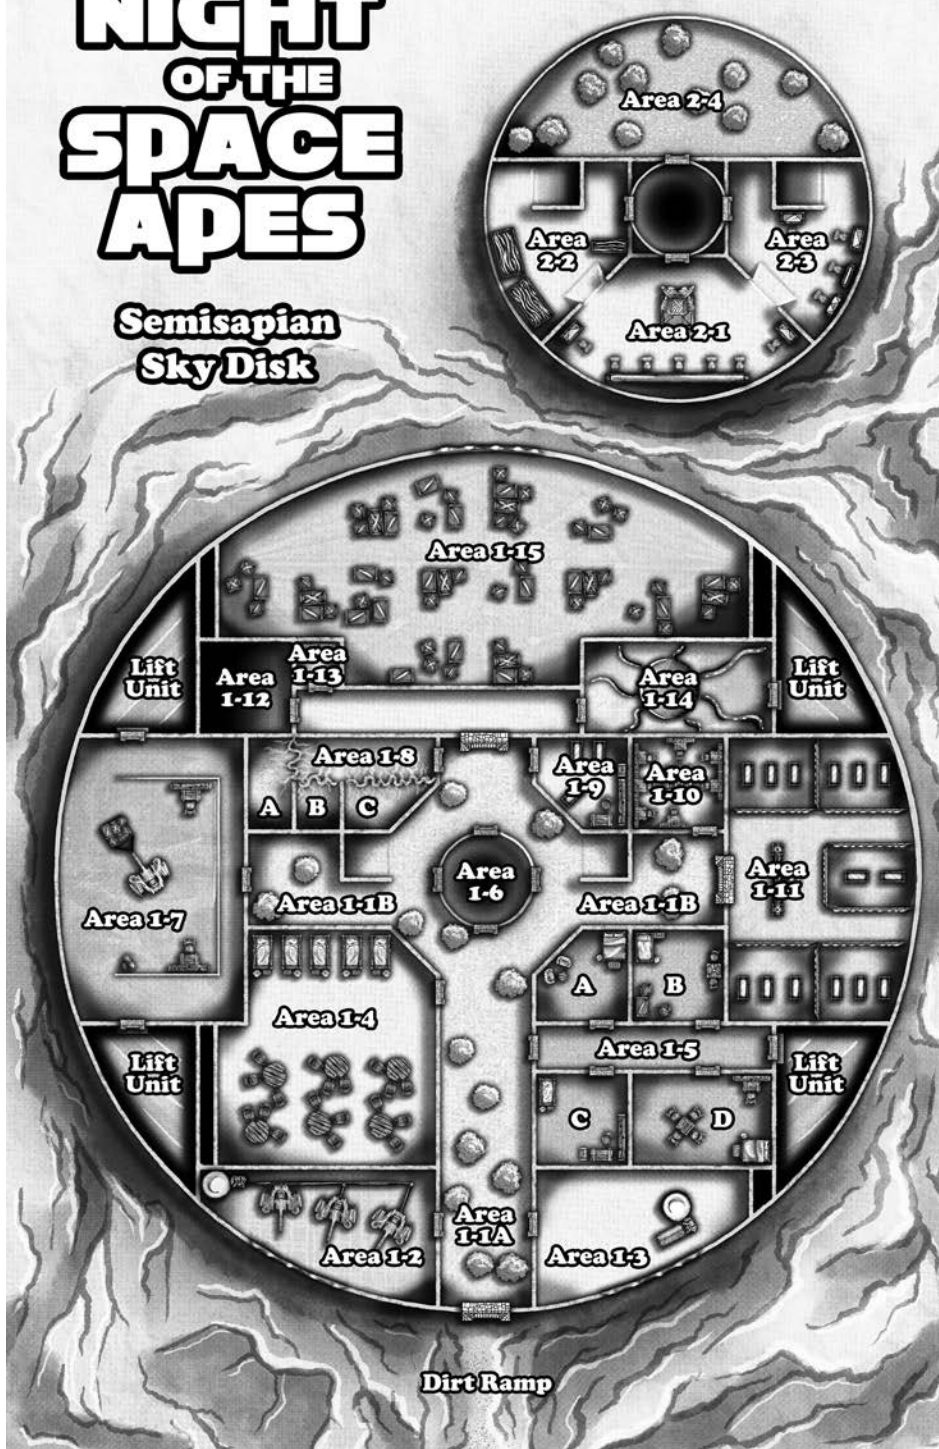 NIGHT
OF THE
SPACE
APES
Semisapian
Sky Disk
Area 2-4
Area
2-2
Area
2-3
Area 2-1
Area 1-15
Lift
Unit
Area
1-12
Area
1-13
Area
1-14
Lift
Unit
Area 1-8
A
B
C
Area
1-9
Area
1-10
Area 1-7
Area 1-1B
Area
1-6
Area 1-1B
Area
1-11
A
B
Area 1-4
Area 1-5
Lift
Unit
Lift
Unit
C
D
Area 1-2
Area
1-1A
Area 1-3
Dirt Ramp